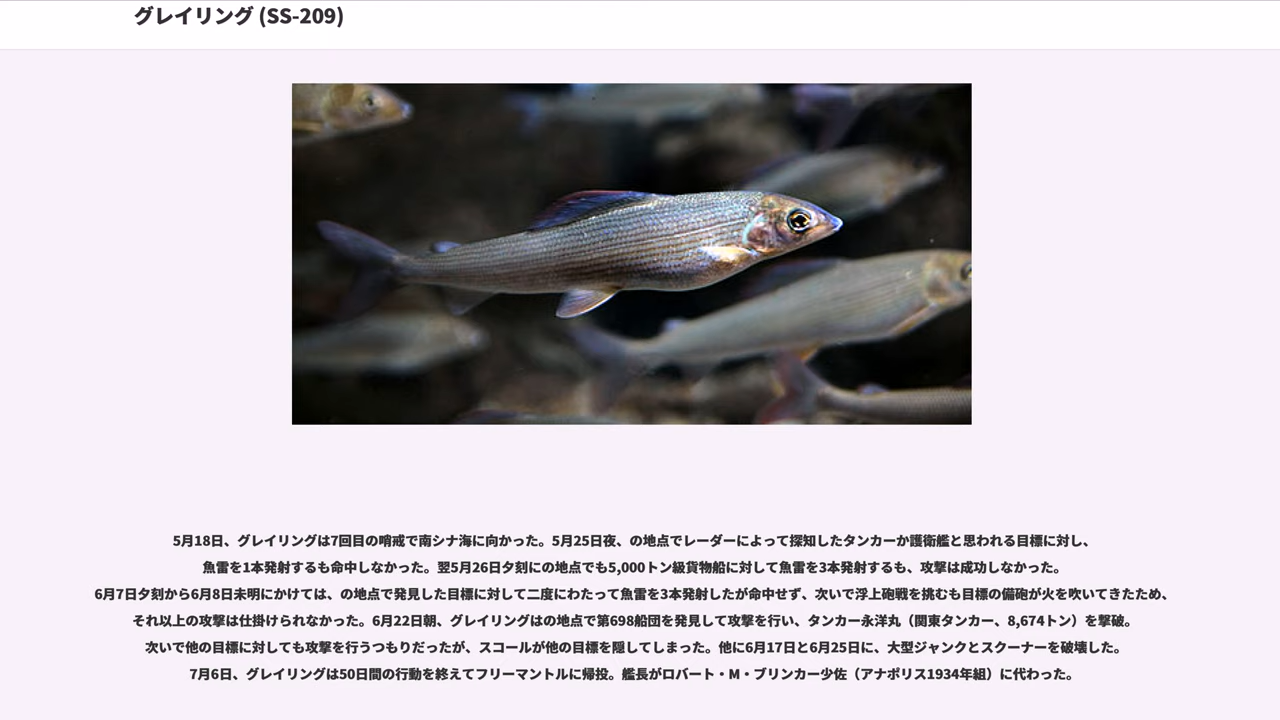 グレイリング (SS-209)
5月18日、グレイリングは7回目の哨戒で南シナ海に向かった。5月25日夜、の地点でレーダーによって探知したタンカーか護衛艦と思われる目標に対し、
魚雷を1本発射するも命中しなかった。翌5月26日夕刻にの地点でも5,000トン級貨物船に対して魚雷を3本発射するも、攻撃は成功しなかった。
6月7日夕刻から6月8日未明にかけては、の地点で発見した目標に対して二度にわたって魚雷を3本発射したが命中せず、次いで浮上砲戦を挑むも目標の備砲が火を吹いてきたため、
それ以上の攻撃は仕掛けられなかった。6月22日朝、グレイリングはの地点で第698船団を発見して攻撃を行い、タンカー永洋丸（関東タンカー、8,674トン）を撃破。
次いで他の目標に対しても攻撃を行うつもりだったが、スコールが他の目標を隠してしまった。他に6月17日と6月25日に、大型ジャンクとスクーナーを破壊した。
7月6日、グレイリングは50日間の行動を終えてフリーマントルに帰投。艦長がロバート・M・ブリンカー少佐（アナポリス1934年組）に代わった。